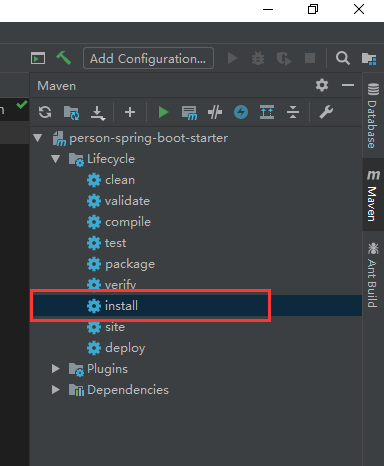 Add Configuration...
n
Maven
person-spring-boot-starter
Lifecycle
clean
validate
compile
test
package
verify
install
site
deploy
Plugins
Dependencies
Database
m Maven
Ant Build